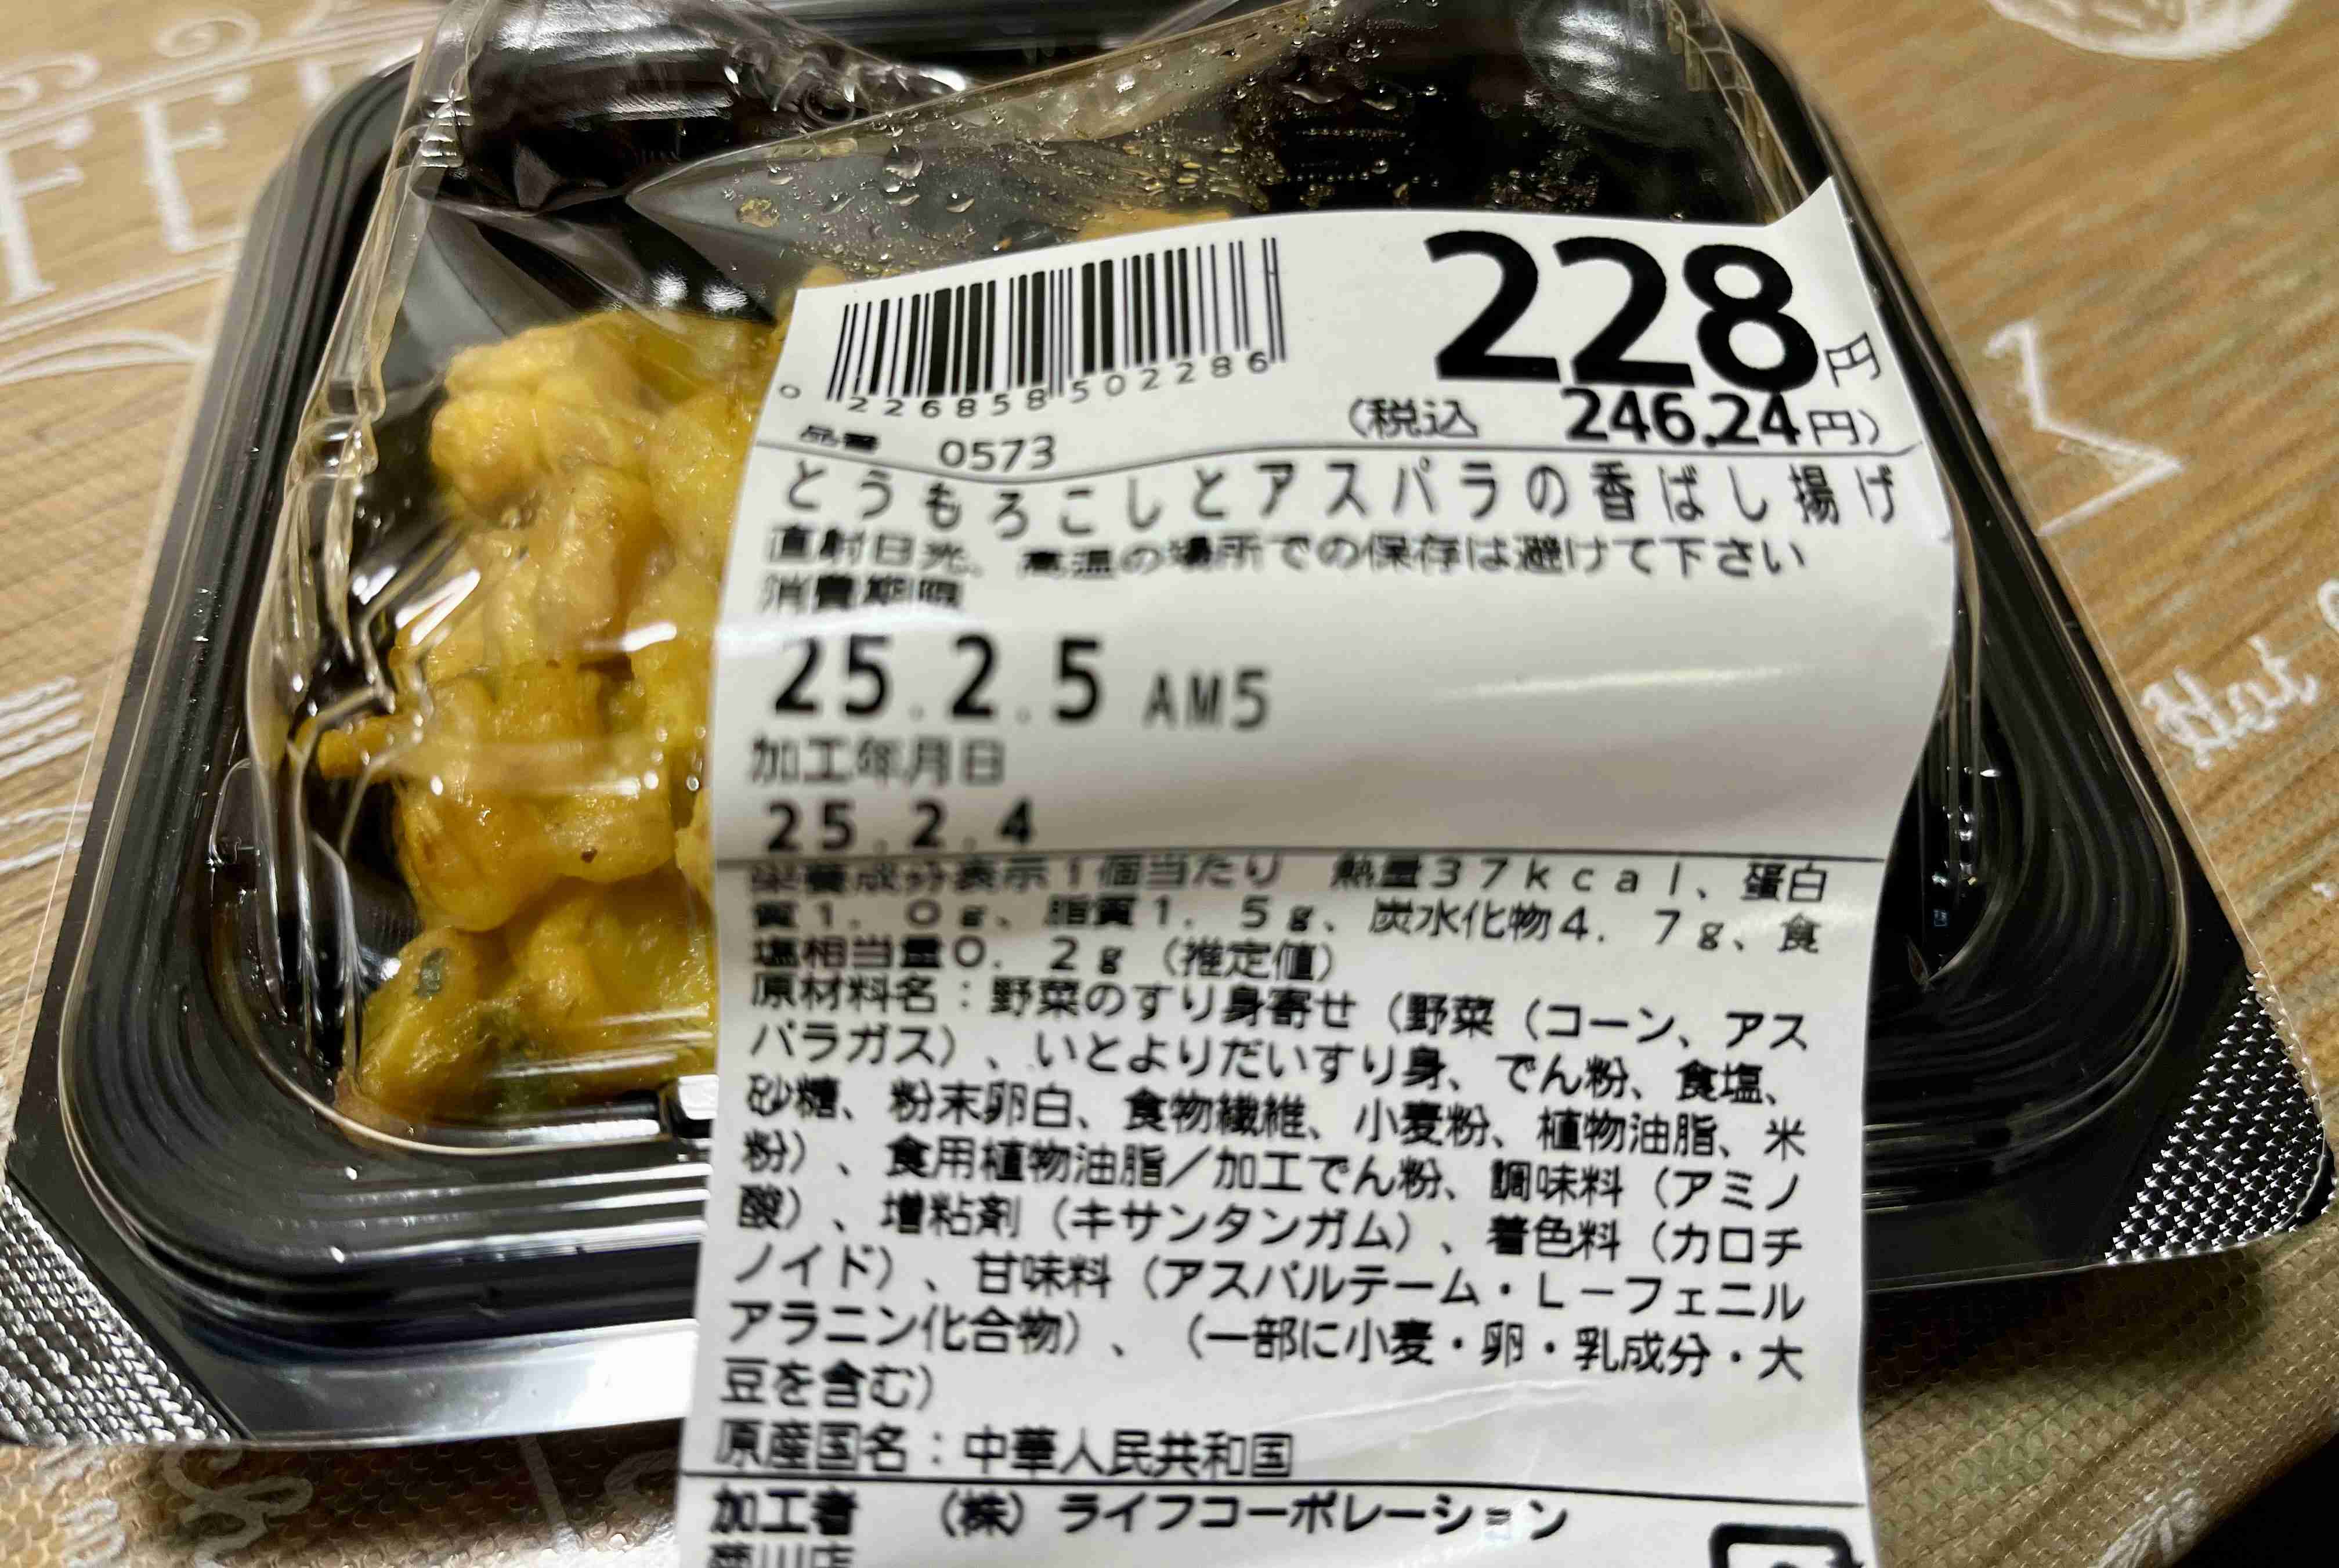 228円
(税込 246.24円)
0 226858 502286
品番 0573
とうもろこしとアスパラの香ばし揚げ
直射日光、高温の場所での保存は避けて下さい
消費期限
25.2.5 AM5
加工年月日
25.2.4
栄養成分表示1個当たり 熱量37kcal、蛋白
質1.0g、脂質1.5g、炭水化物4.7g、食
塩相当量0.2g(推定値)
原材料名:野菜のすり身寄せ(野菜(コーン、アス
パラガス)、いとよりだいすり身、でん粉、食塩、
砂糖、粉末卵白、食物繊維、小麦粉、植物油脂、米
粉)、食用植物油脂/加工でん粉、調味料(アミノ
酸)、増粘剤(キサンタンガム)、着色料(カロチ
ノイド)、甘味料(アスパルテーム・L-フェニル
アラニン化合物)、(一部に小麦・卵・乳成分・大
豆を含む)
原産国名:中華人民共和国
加工者 (株)ライフコーポレーション
Hot